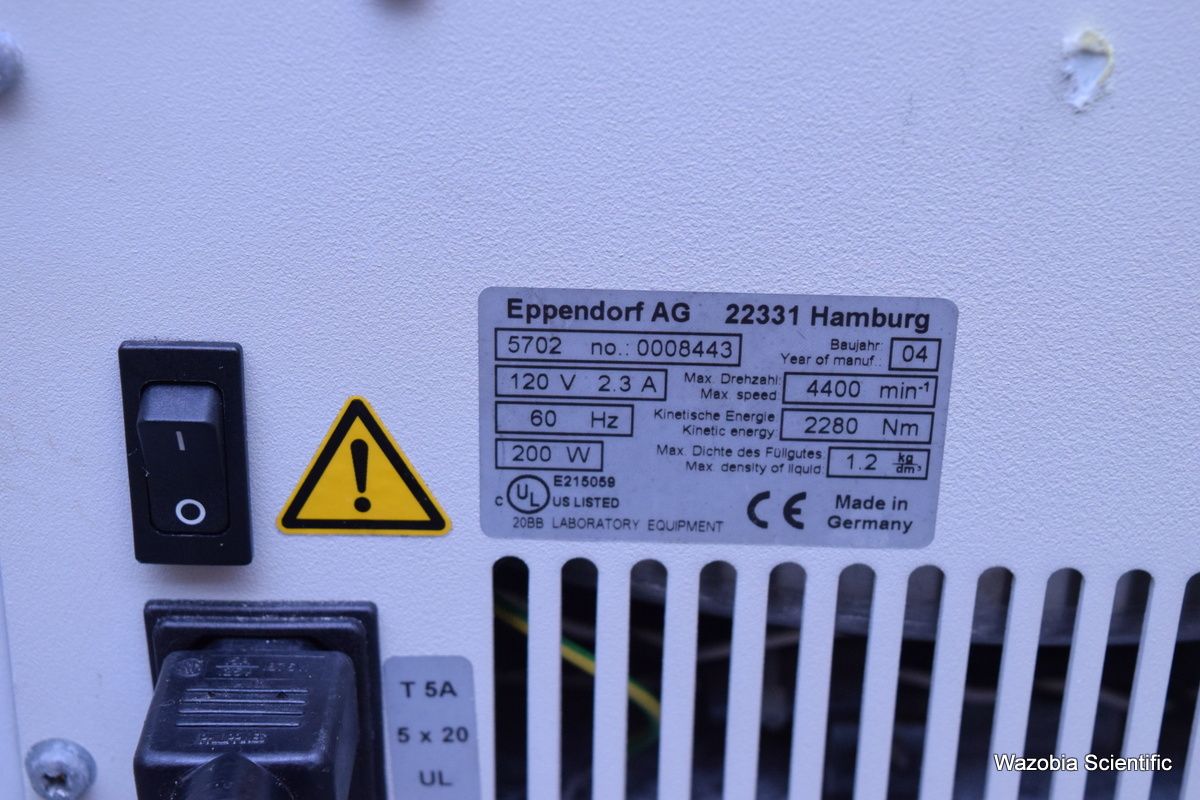 Eppendorf AG 22331 Hamburg
5702 no.: 0008443
Baujahr:
Year of manuf.: 04
120 V 2.3 A
Max. Drehzahl:
Max. speed: 4400 min⁻¹
60 Hz
Kinetische Energie
Kinetic energy: 2280 Nm
200 W
Max. Dichte des Füllgutes:
Max. density of liquid: 1.2 kg/dm³
c UL US LISTED
E215059
20BB LABORATORY EQUIPMENT
CE
Made in
Germany
I
O
T 5A
5 x 20
UL
Wazobia Scientific